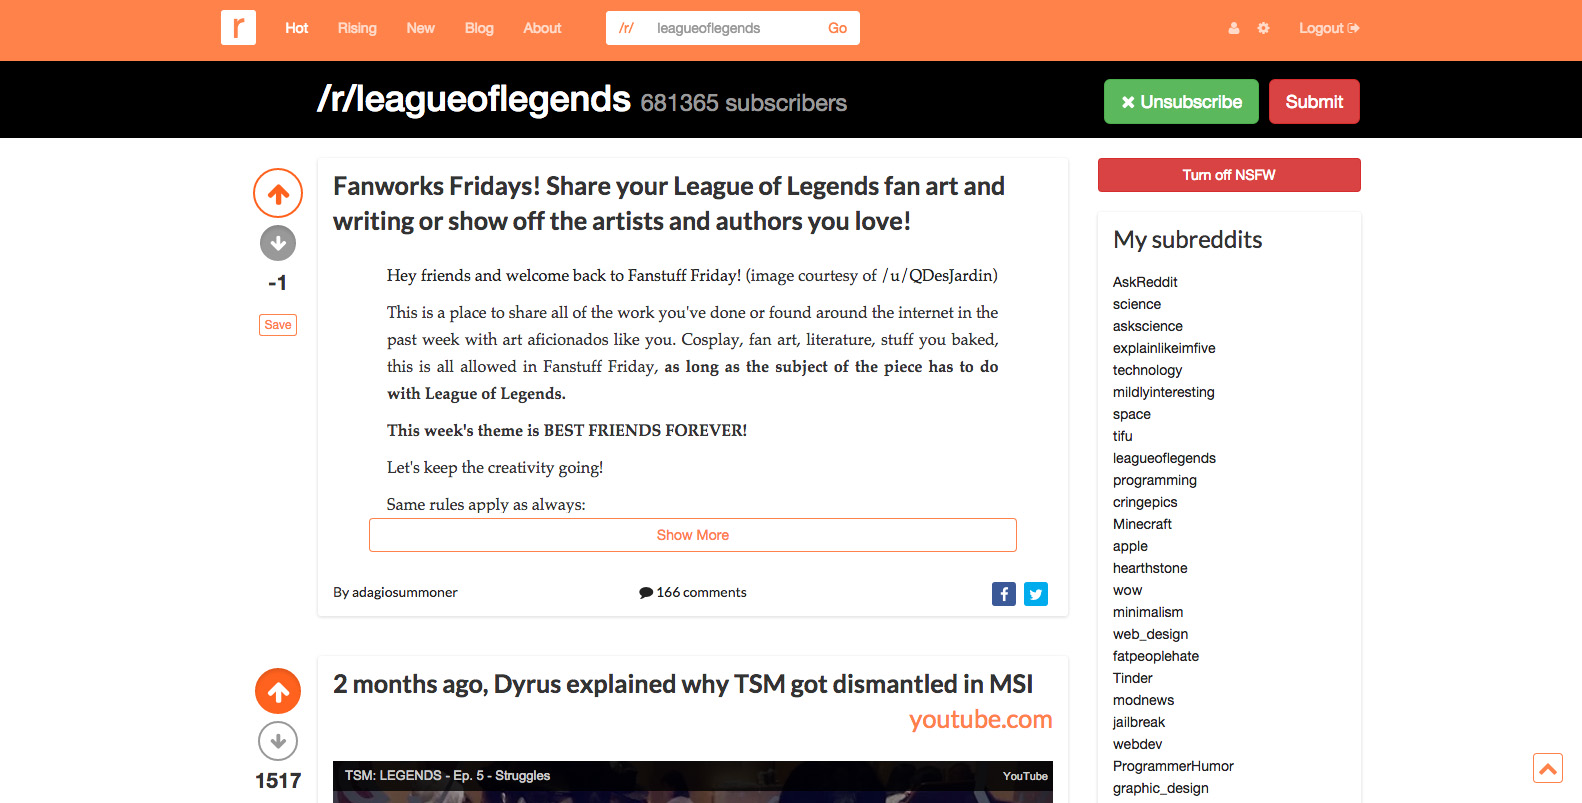 r Hot Rising New Blog About /r/ leagueoflegends Go Logout
/r/leagueoflegends 681365 subscribers Unsubscribe Submit
Fanworks Fridays! Share your League of Legends fan art and
writing or show off the artists and authors you love!
-1
Save
Hey friends and welcome back to Fanstuff Friday! (image courtesy of /u/QDesJardin)
This is a place to share all of the work you've done or found around the internet in the
past week with art aficionados like you. Cosplay, fan art, literature, stuff you baked,
this is all allowed in Fanstuff Friday, as long as the subject of the piece has to do
with League of Legends.
This week's theme is BEST FRIENDS FOREVER!
Let's keep the creativity going!
Same rules apply as always:
Show More
By adagiosummoner 166 comments
2 months ago, Dyrus explained why TSM got dismantled in MSI
youtube.com
1517
TSM: LEGENDS - Ep. 5 - Struggles YouTube
Turn off NSFW
My subreddits
AskReddit
science
askscience
explainlikeimfive
technology
mildlyinteresting
space
tifu
leagueoflegends
programming
cringepics
Minecraft
apple
hearthstone
wow
minimalism
web_design
fatpeoplehate
Tinder
modnews
jailbreak
webdev
ProgrammerHumor
graphic_design